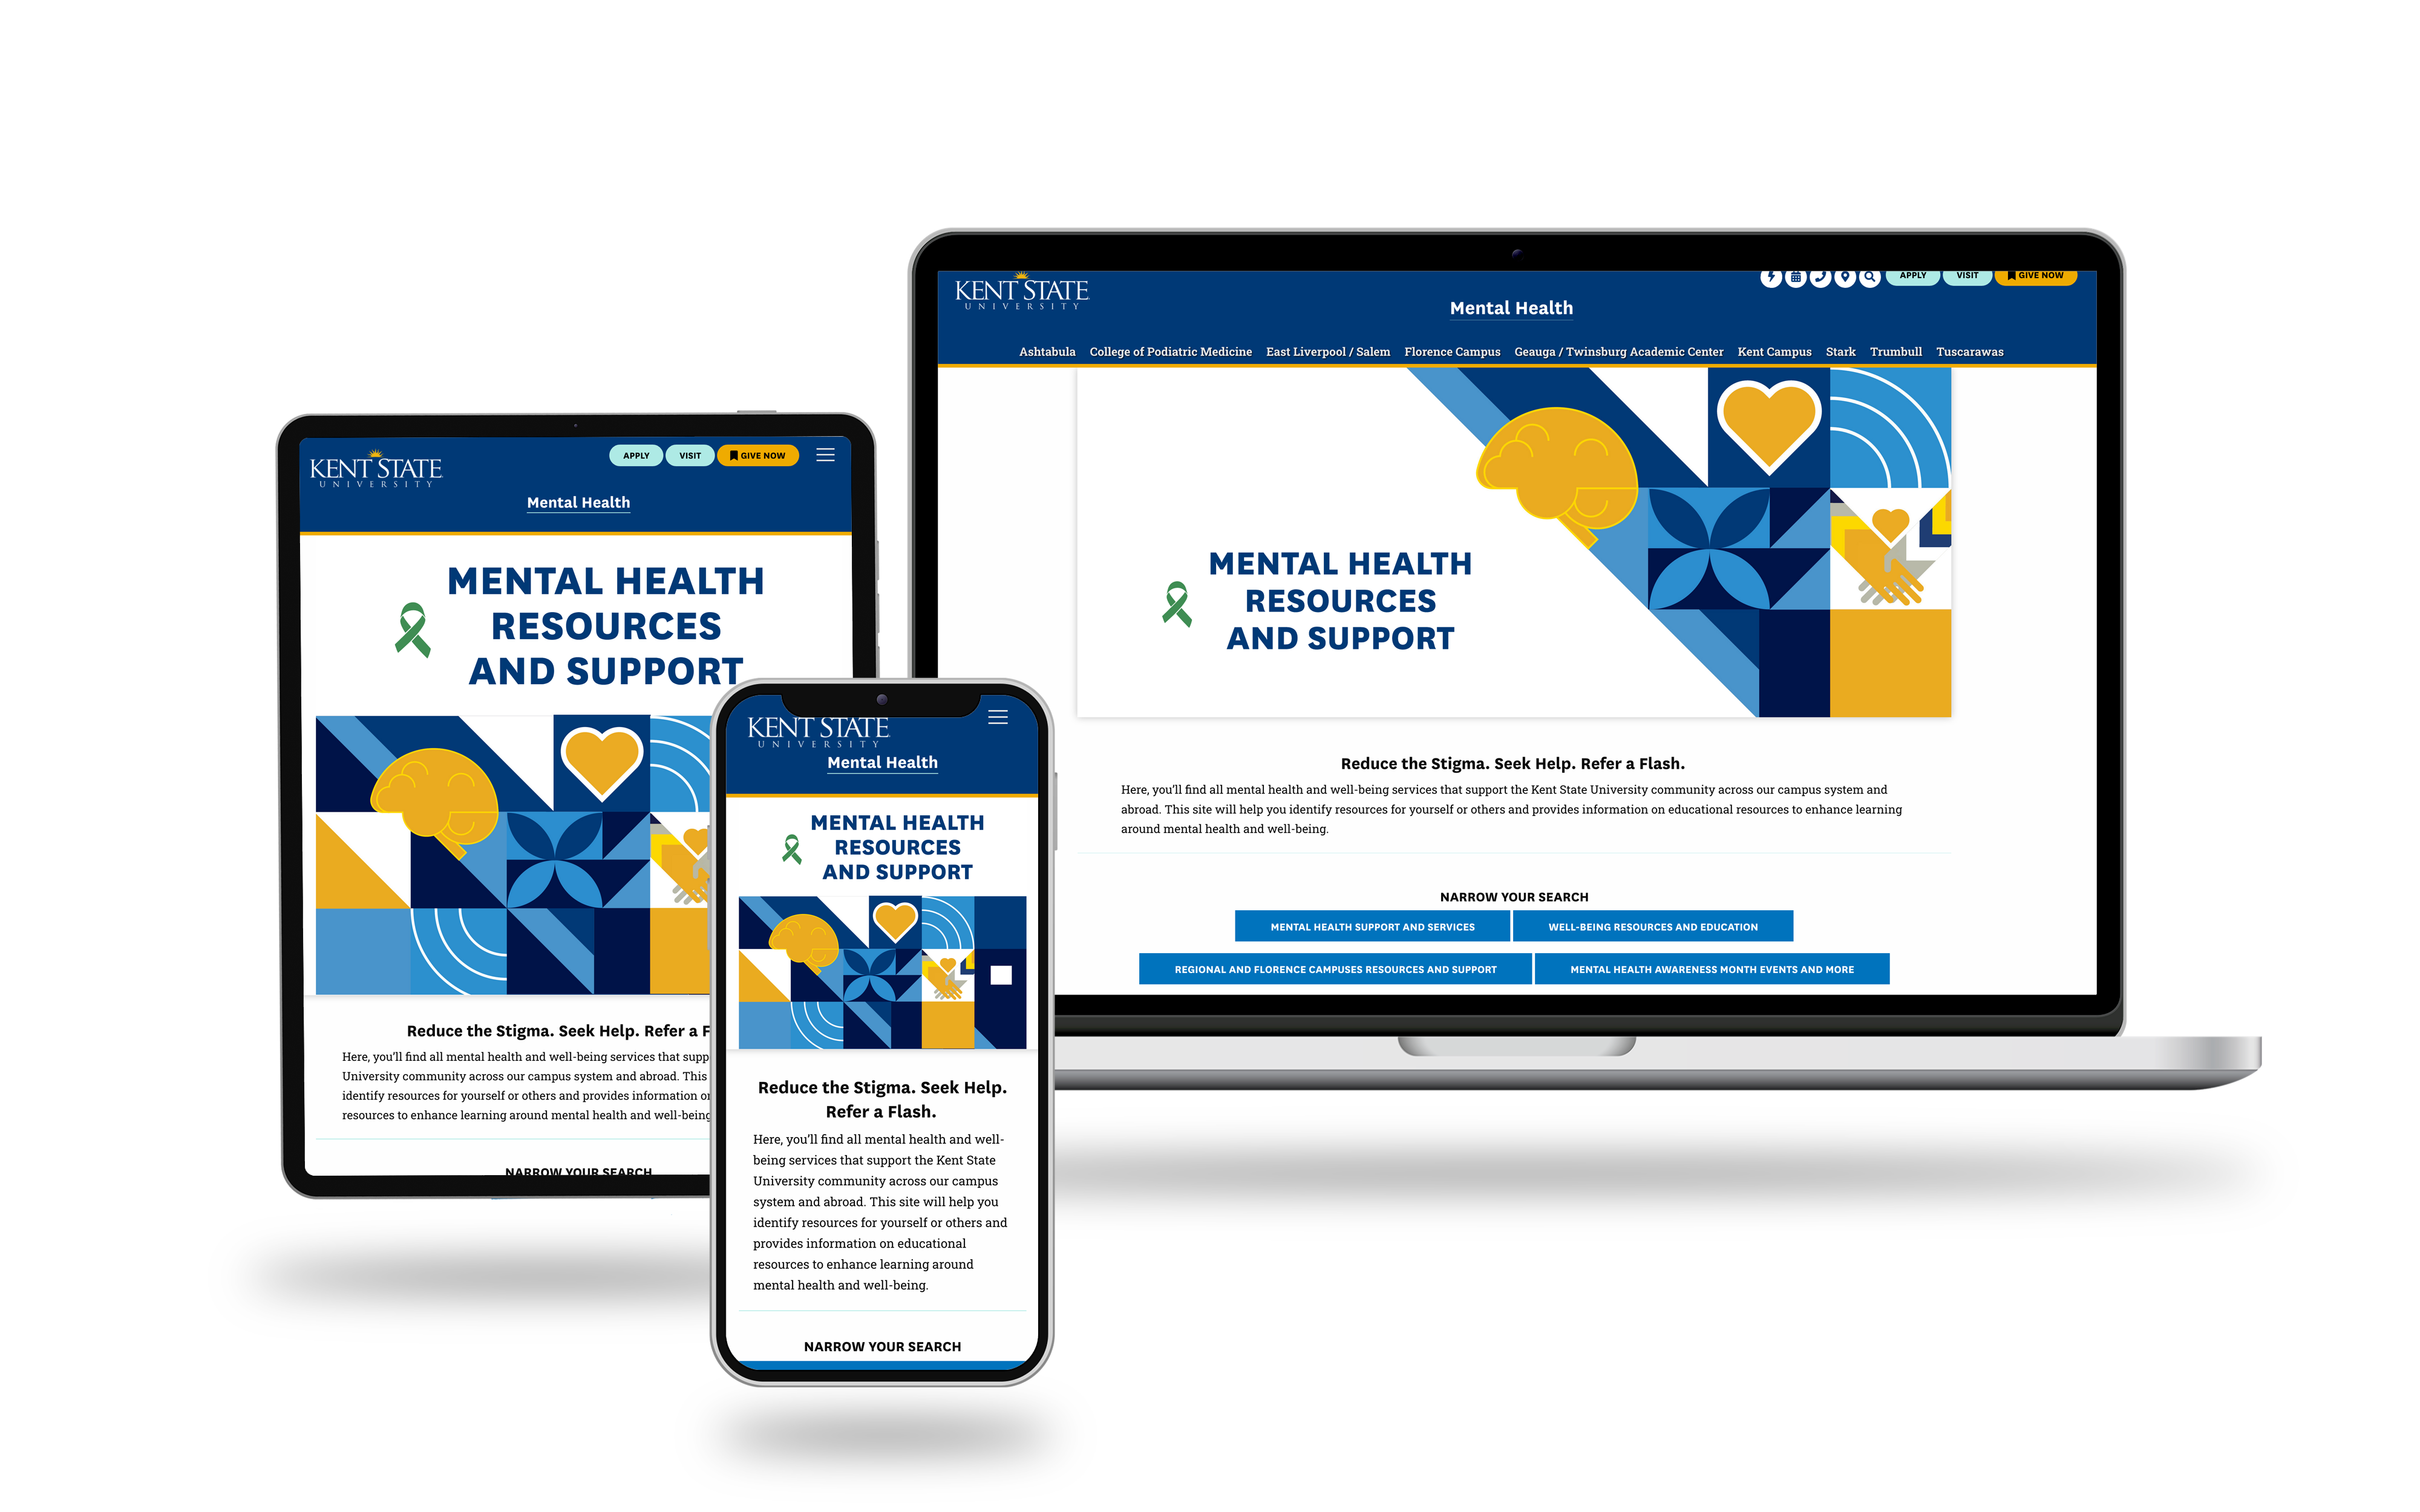 KENT STATE
UNIVERSITY
APPLY
VISIT
GIVE NOW
Mental Health
MENTAL HEALTH
RESOURCES
AND SUPPORT
Reduce the Stigma. Seek Help. Refer a
Here, you'll find all mental health and well-being services that
University community across our campus system and abroad. This
identify resources for yourself or others and provides information
resources to enhance learning around mental health and well-being
NARROW YOUR SEARCH
KENT STATE
UNIVERSITY
Mental Health
MENTAL HEALTH
RESOURCES
AND SUPPORT
Reduce the Stigma. Seek Help.
Refer a Flash.
Here, you'll find all mental health and well-
being services that support the Kent State
University community across our campus
system and abroad. This site will help you
identify resources for yourself or others and
provides information on educational
resources to enhance learning around
mental health and well-being.
NARROW YOUR SEARCH
KENT STATE
UNIVERSITY
APPLY
VISIT
GIVE NOW
Mental Health
Ashtabula College of Podiatric Medicine East Liverpool / Salem Florence Campus Geauga / Twinsburg Academic Center Kent Campus Stark Trumbull Tuscarawas
MENTAL HEALTH
RESOURCES
AND SUPPORT
Reduce the Stigma. Seek Help. Refer a Flash.
Here, you'll find all mental health and well-being services that support the Kent State University community across our campus system and
abroad. This site will help you identify resources for yourself or others and provides information on educational resources to enhance learning
around mental health and well-being.
NARROW YOUR SEARCH
MENTAL HEALTH SUPPORT AND SERVICES
WELL-BEING RESOURCES AND EDUCATION
REGIONAL AND FLORENCE CAMPUSES RESOURCES AND SUPPORT
MENTAL HEALTH AWARENESS MONTH EVENTS AND MORE